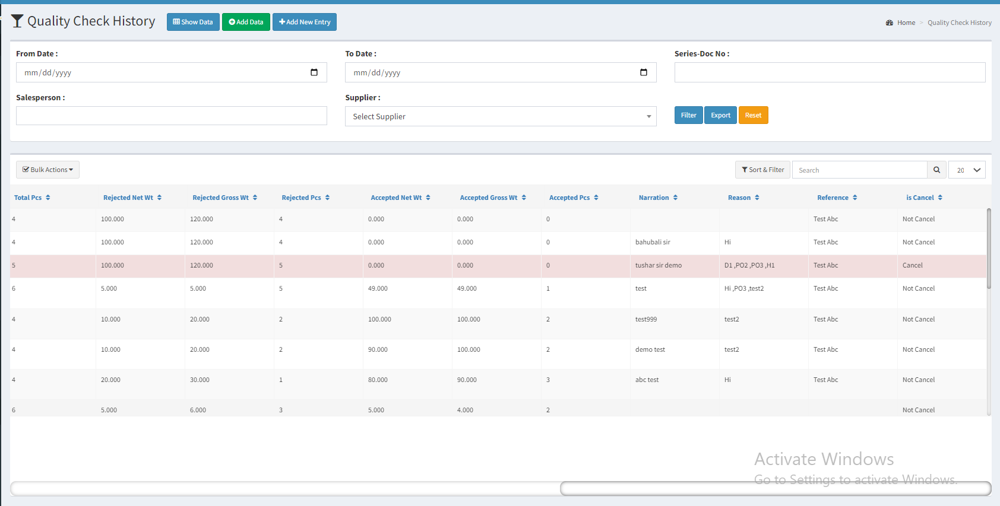 Quality Check History Show Data Add Data Add New Entry Home > Quality Check History
From Date : To Date : Series-Doc No :
mm/dd/yyyy mm/dd/yyyy
Salesperson : Supplier :
Select Supplier Filter Export Reset
Bulk Actions Sort & Filter Search 20
Total Pcs Rejected Net Wt Rejected Gross Wt Rejected Pcs Accepted Net Wt Accepted Gross Wt Accepted Pcs Narration Reason Reference is Cancel
4 100.000 120.000 4 0.000 0.000 0 Test Abc Not Cancel
4 100.000 120.000 4 0.000 0.000 0 bahubali sir Hi Test Abc Not Cancel
5 100.000 120.000 5 0.000 0.000 0 tushar sir demo D1 ,PO2 ,PO3 ,H1 Test Abc Cancel
6 5.000 5.000 5 49.000 49.000 1 test Hi ,PO3 ,test2 Test Abc Not Cancel
4 10.000 20.000 2 100.000 100.000 2 test999 test2 Test Abc Not Cancel
4 10.000 20.000 2 90.000 100.000 2 demo test test2 Test Abc Not Cancel
4 20.000 30.000 1 80.000 90.000 3 abc test Hi Test Abc Not Cancel
6 5.000 6.000 3 5.000 4.000 2 Not Cancel
Activate Windows
Go to Settings to activate Windows.